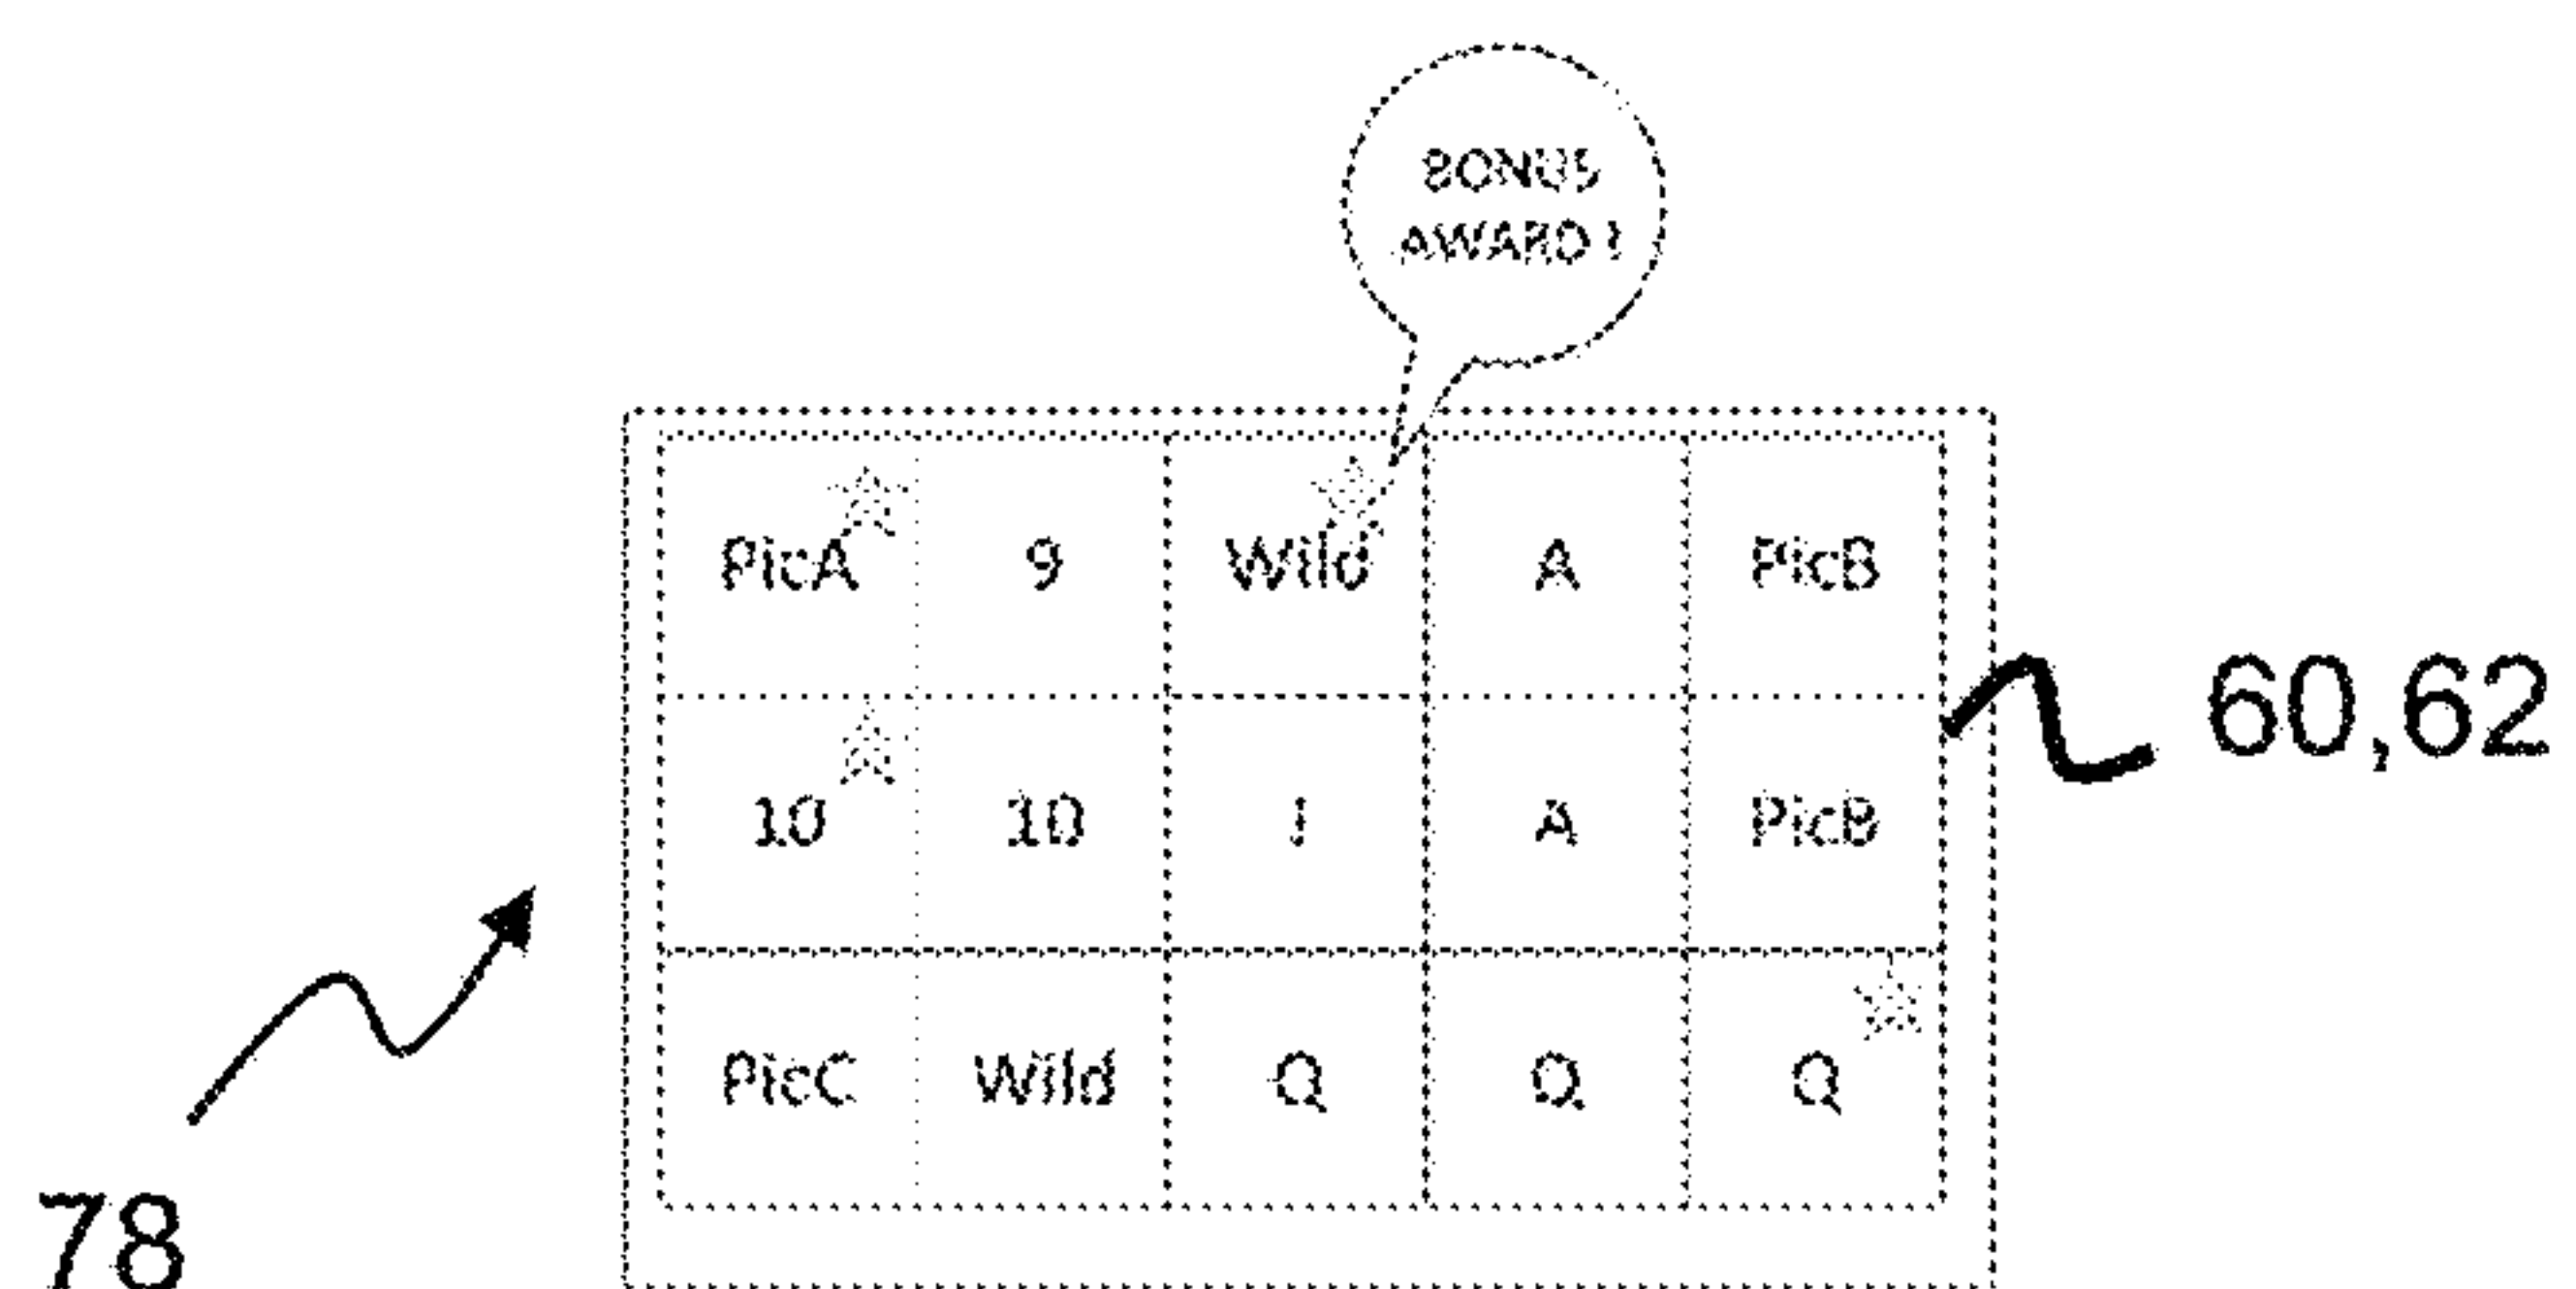 BONUS
AWARD !
PicA 9 Wild A PicB
60,62
10 10 J A PicB
PicC Wild Q Q Q
78